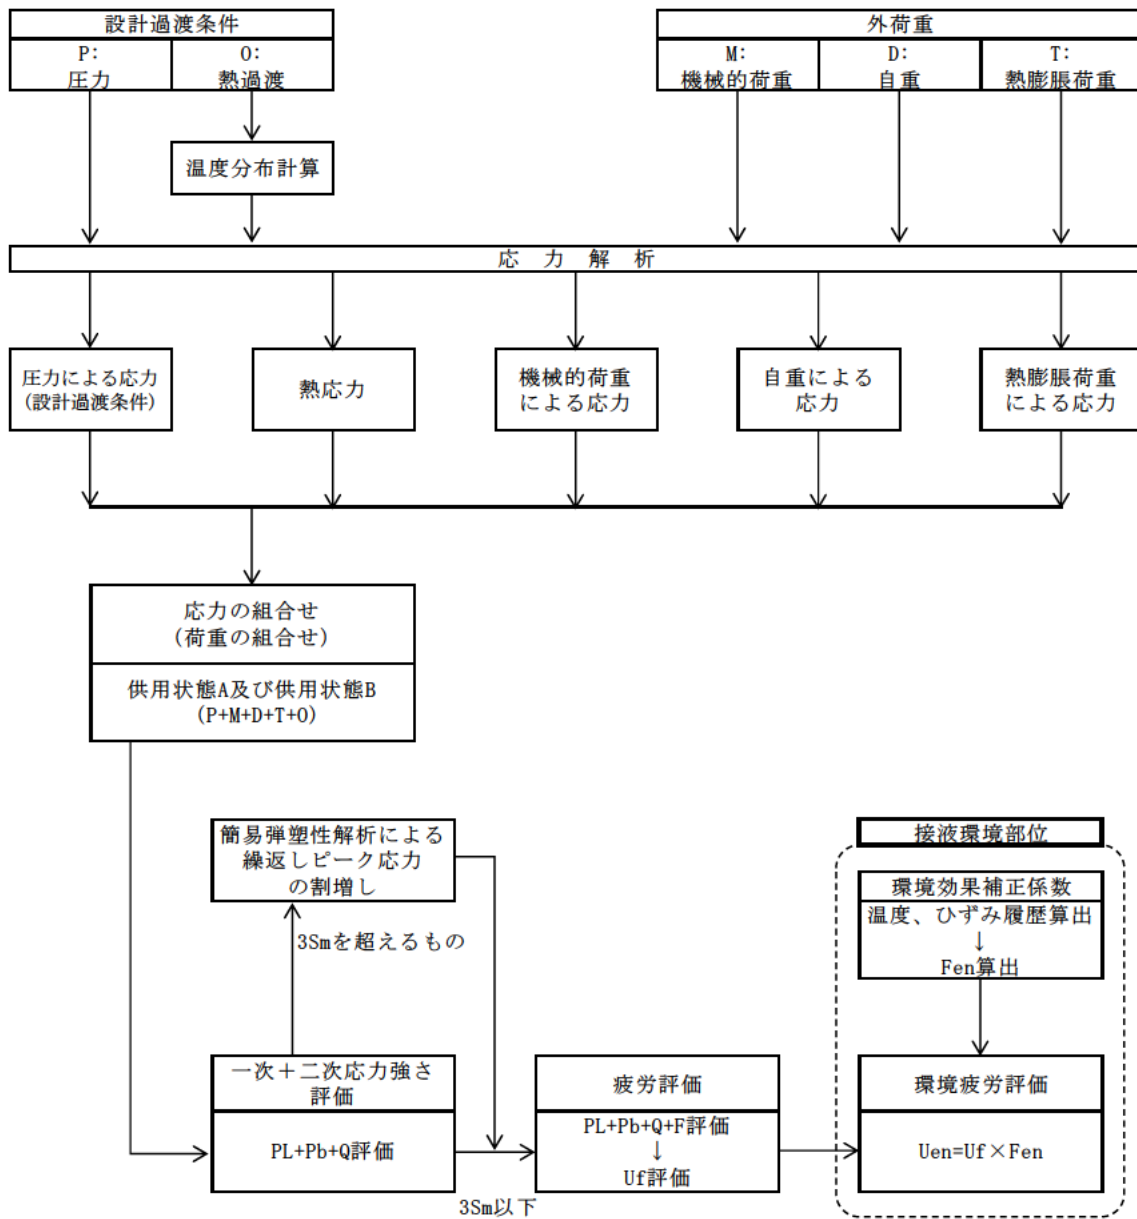 設計過渡条件
P:
圧力
O:
熱過渡
外荷重
M:
機械的荷重
D:
自重
T:
熱膨脹荷重
温度分布計算
応 力 解 析
圧力による応力
(設計過渡条件)
熱応力
機械的荷重
による応力
自重による
応力
熱膨脹荷重
による応力
応力の組合せ
(荷重の組合せ)
供用状態A及び供用状態B
(P+M+D+T+O)
簡易弾塑性解析による
繰返しピーク応力
の割増し
3Smを超えるもの
接液環境部位
環境効果補正係数
温度、ひずみ履歴算出
↓
Fen算出
一次＋二次応力強さ
評価
PL+Pb+Q評価
3Sm以下
疲労評価
PL+Pb+Q+F評価
↓
Uf評価
環境疲労評価
Uen=Uf×Fen